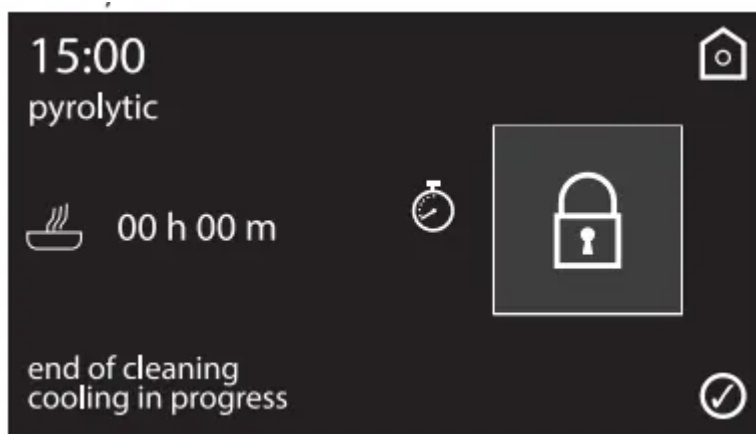 15:00
pyrolytic
00 h 00 m
end of cleaning
cooling in progress